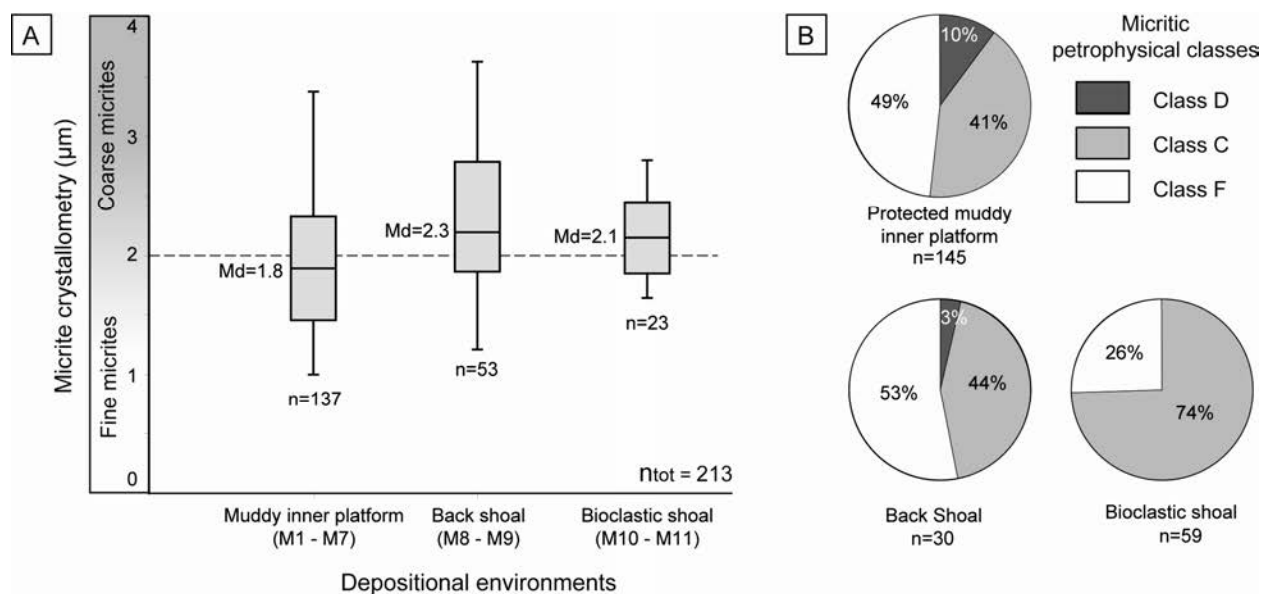 A
Micrite crystallometry (µm)
Coarse micrites
Fine micrites
4
3
2
1
0
Md=1.8
Md=2.3
Md=2.1
n=137
n=53
n=23
ntot = 213
Muddy inner platform
(M1 - M7)
Back shoal
(M8 - M9)
Bioclastic shoal
(M10 - M11)
Depositional environments
B
10%
49%
41%
Protected muddy
inner platform
n=145
Micritic
petrophysical classes
Class D
Class C
Class F
3%
53%
44%
Back Shoal
n=30
26%
74%
Bioclastic shoal
n=59